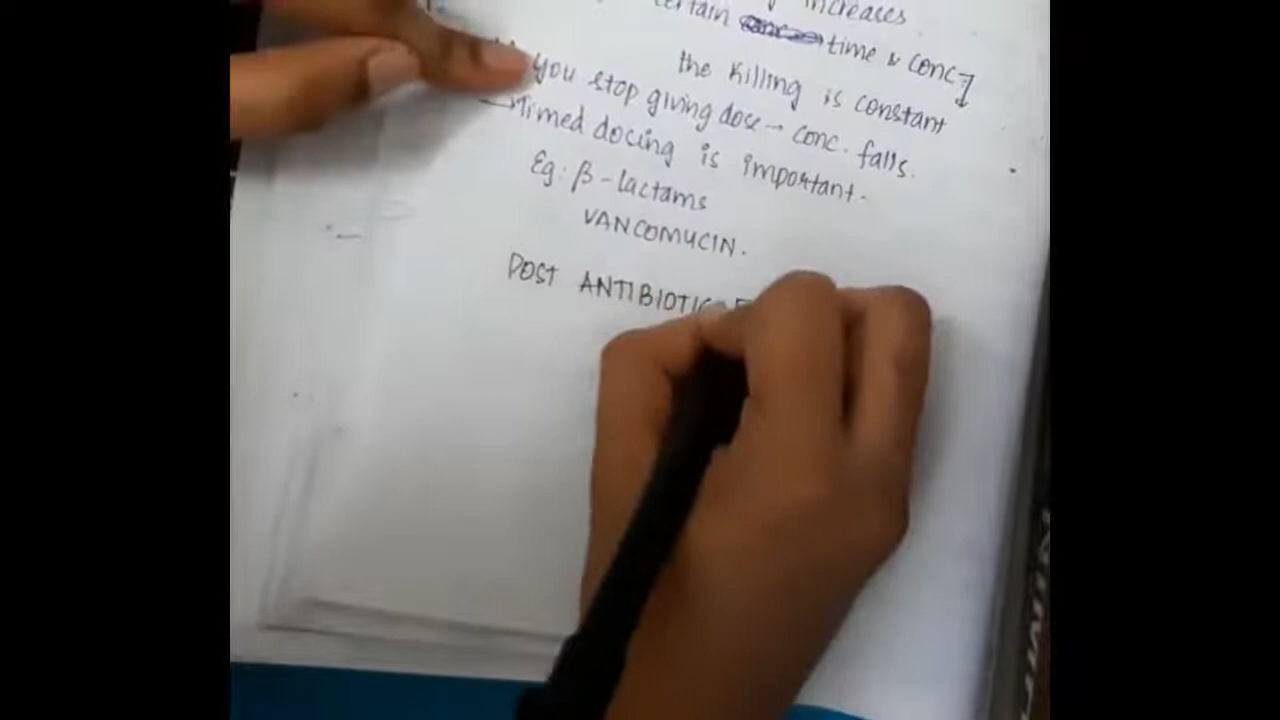 increases
certain time & conc]
the killing is constant
you stop giving dose → conc. falls.
→Timed docing is important.
Eg: β-lactams
VANCOMYCIN.
POST ANTIBIOTIC